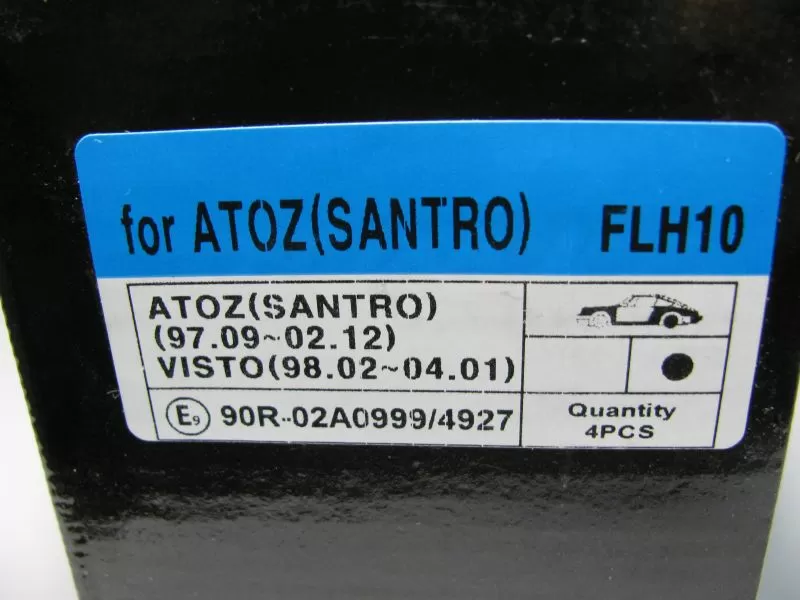 for ATOZ(SANTRO) FLH10
ATOZ(SANTRO)
(97.09~02.12)
VISTO(98.02~04.01)
E9 90R-02A0999/4927
Quantity
4PCS